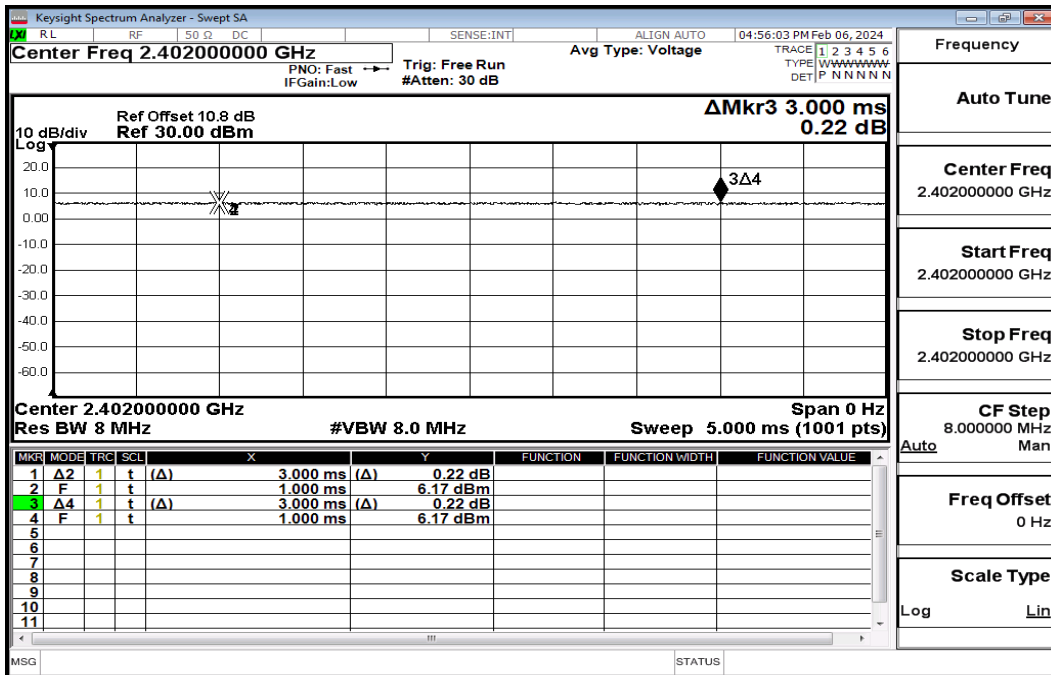 Keysight Spectrum Analyzer - Swept SA
LXI RL RF 50 Ω DC SENSE:INT ALIGN AUTO 04:56:03 PM Feb 06, 2024
Center Freq 2.402000000 GHz
PNO: Fast
IFGain:Low
Trig: Free Run
#Atten: 30 dB
Avg Type: Voltage
TRACE 1 2 3 4 5 6
TYPE WWWWWWW
DET P N N N N N
ΔMkr3 3.000 ms
0.22 dB
Ref Offset 10.8 dB
10 dB/div Ref 30.00 dBm
Log
20.0
10.0
0.00
-10.0
-20.0
-30.0
-40.0
-50.0
-60.0
3Δ4
Center 2.402000000 GHz Span 0 Hz
Res BW 8 MHz #VBW 8.0 MHz Sweep 5.000 ms (1001 pts)
MKR MODE TRC SCL X Y FUNCTION FUNCTION WIDTH FUNCTION VALUE
1 Δ2 1 t (Δ) 3.000 ms (Δ) 0.22 dB
2 F 1 t 1.000 ms 6.17 dBm
3 Δ4 1 t (Δ) 3.000 ms (Δ) 0.22 dB
4 F 1 t 1.000 ms 6.17 dBm
5
6
7
8
9
10
11
MSG STATUS
Frequency
Auto Tune
Center Freq
2.402000000 GHz
Start Freq
2.402000000 GHz
Stop Freq
2.402000000 GHz
CF Step
8.000000 MHz
Auto Man
Freq Offset
0 Hz
Scale Type
Log Lin